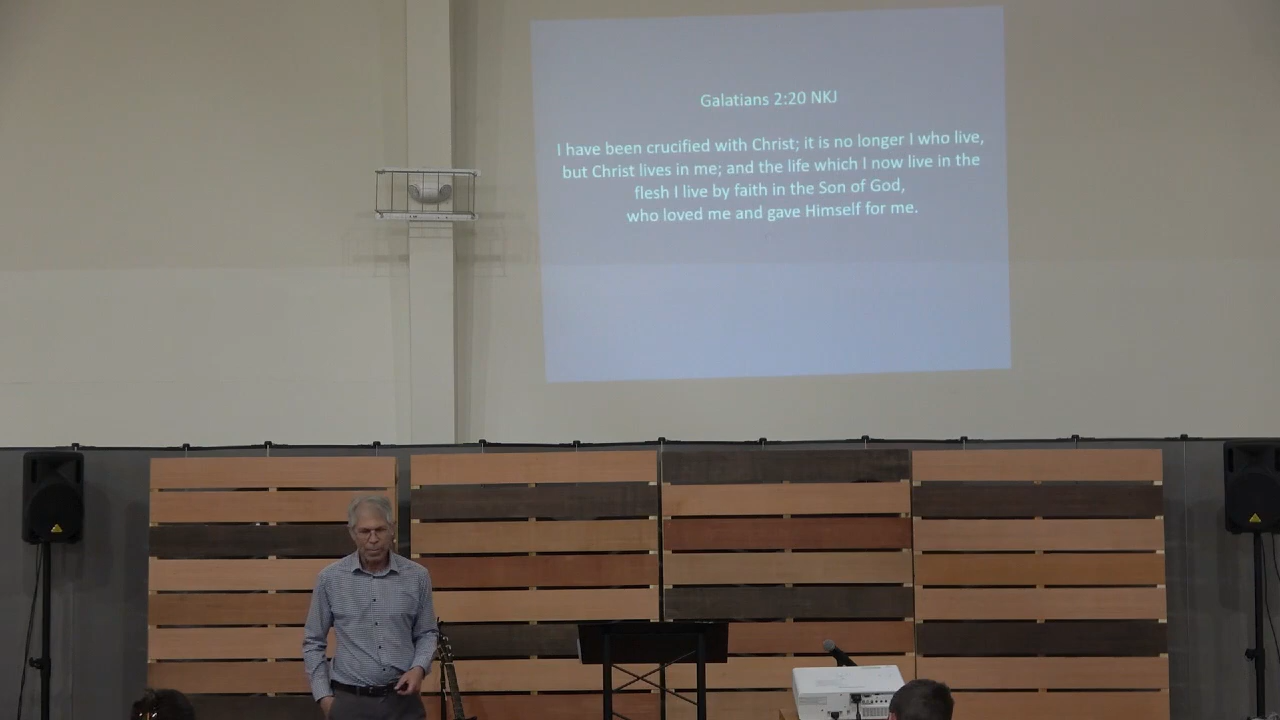 Galatians 2:20 NKJ
I have been crucified with Christ; it is no longer I who live,
but Christ lives in me; and the life which I now live in the
flesh I live by faith in the Son of God,
who loved me and gave Himself for me.